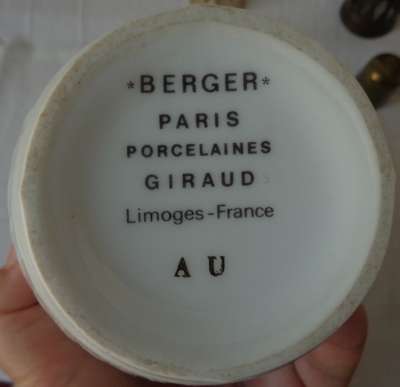 *BERGER*
PARIS
PORCELAINES
GIRAUD
Limoges-France
A U